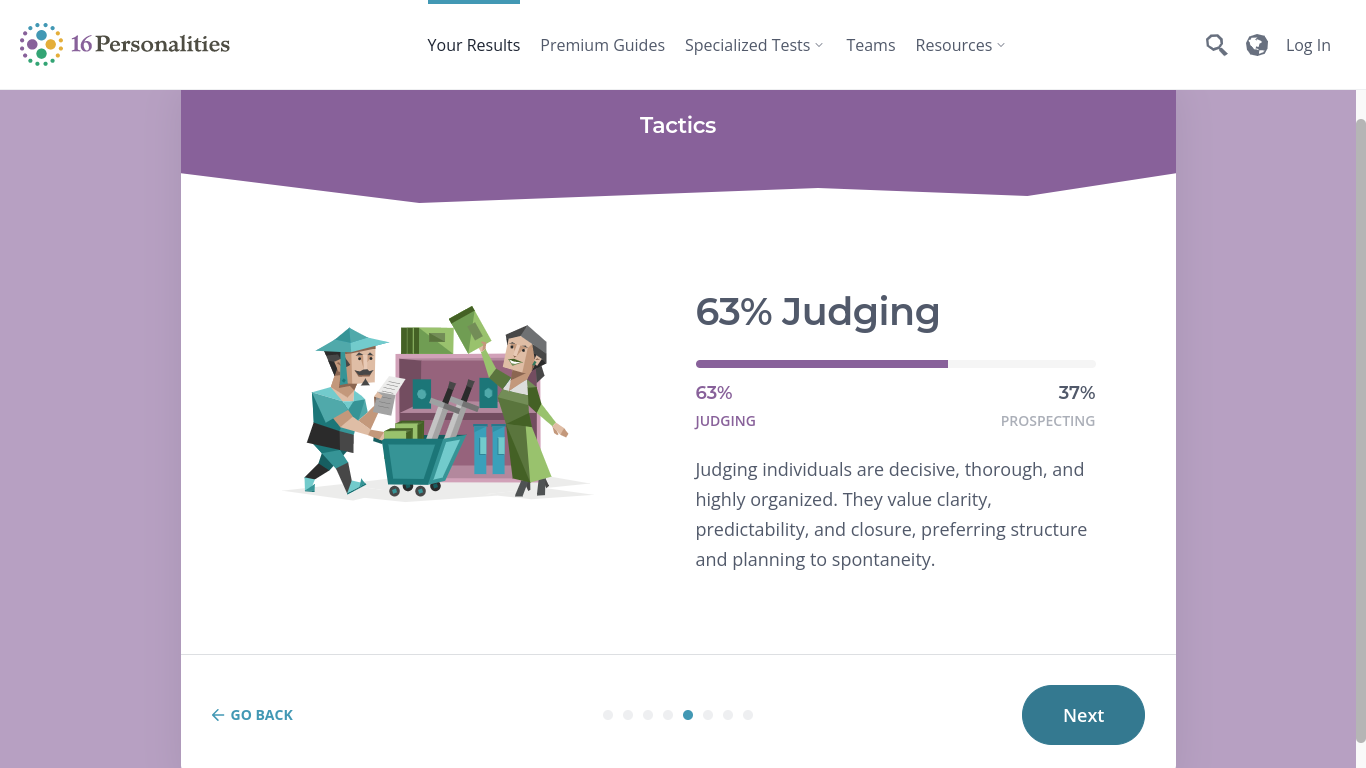 16Personalities
Your Results
Premium Guides
Specialized Tests
Teams
Resources
Log In
Tactics
63% Judging
63%
37%
JUDGING
PROSPECTING
Judging individuals are decisive, thorough, and
highly organized. They value clarity,
predictability, and closure, preferring structure
and planning to spontaneity.
GO BACK
Next